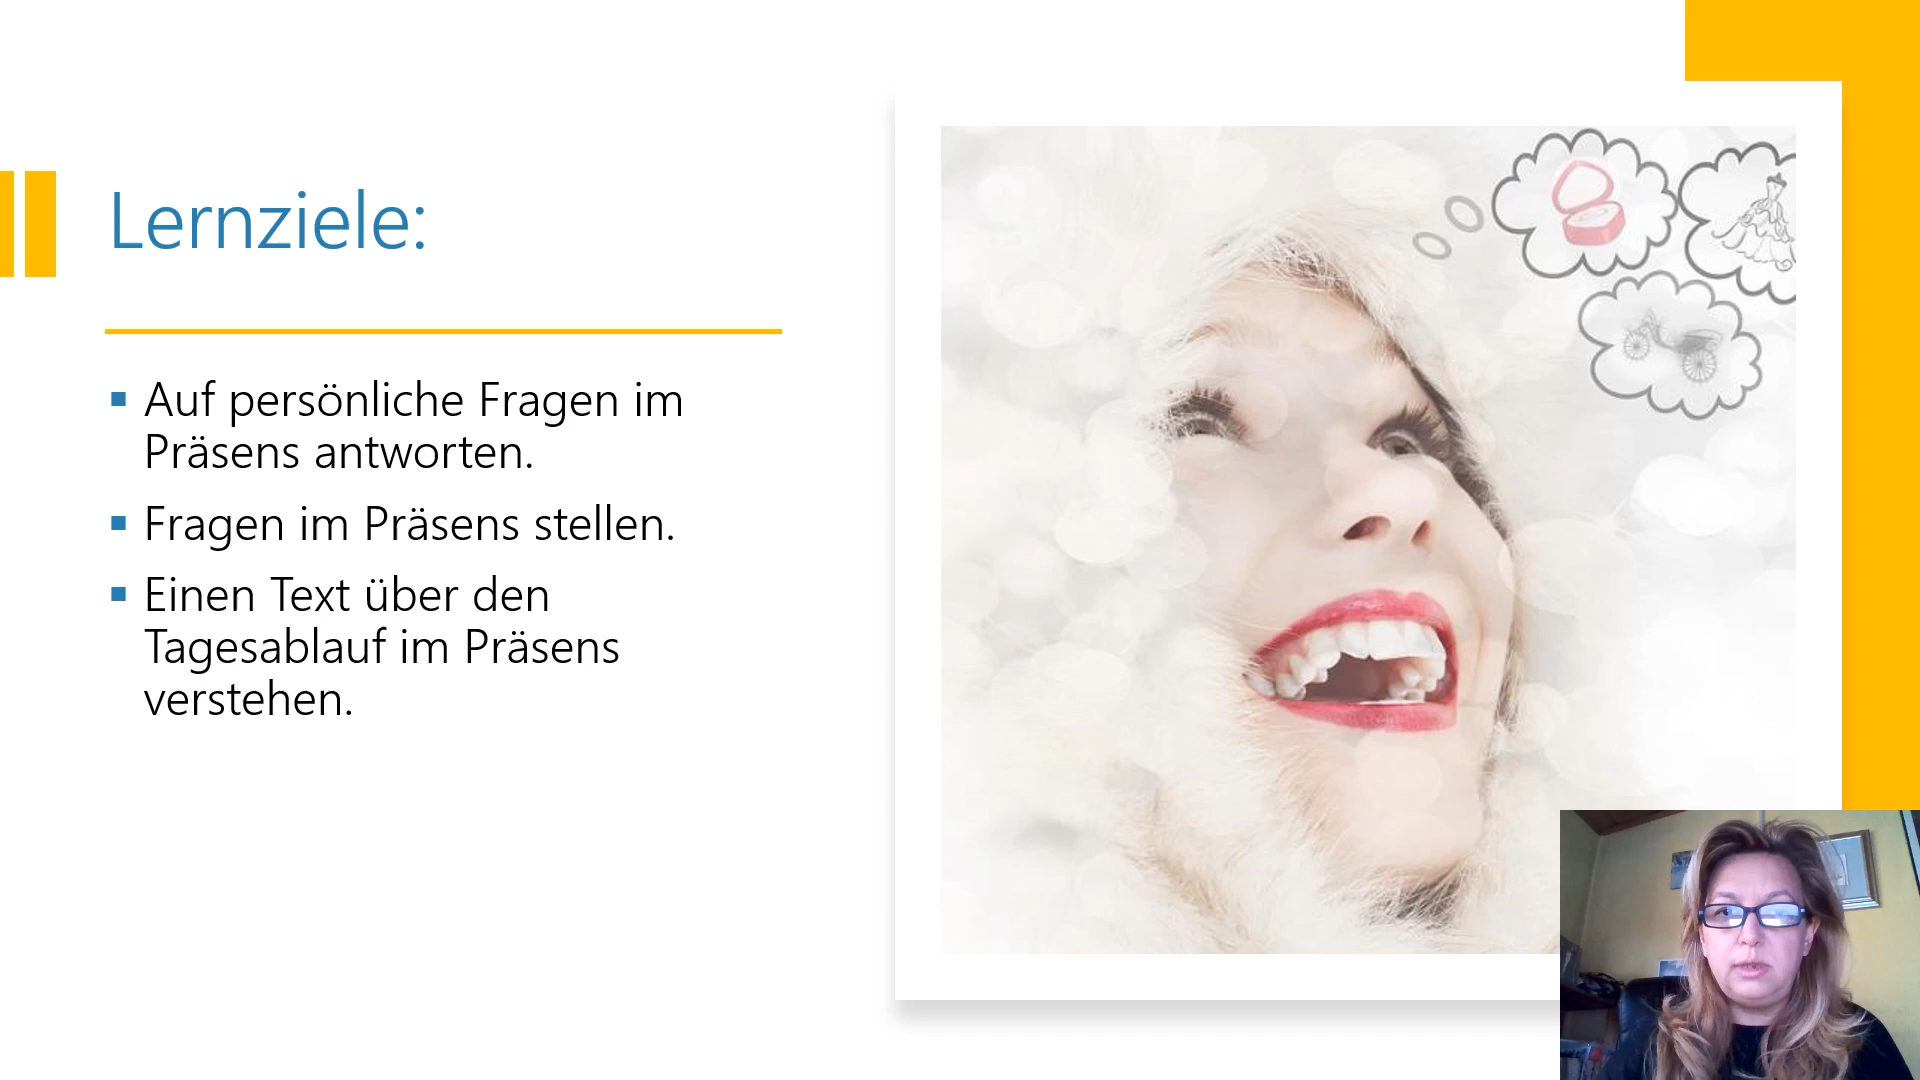 Lernziele:
Auf persönliche Fragen im
Präsens antworten.
Fragen im Präsens stellen.
Einen Text über den
Tagesablauf im Präsens
verstehen.